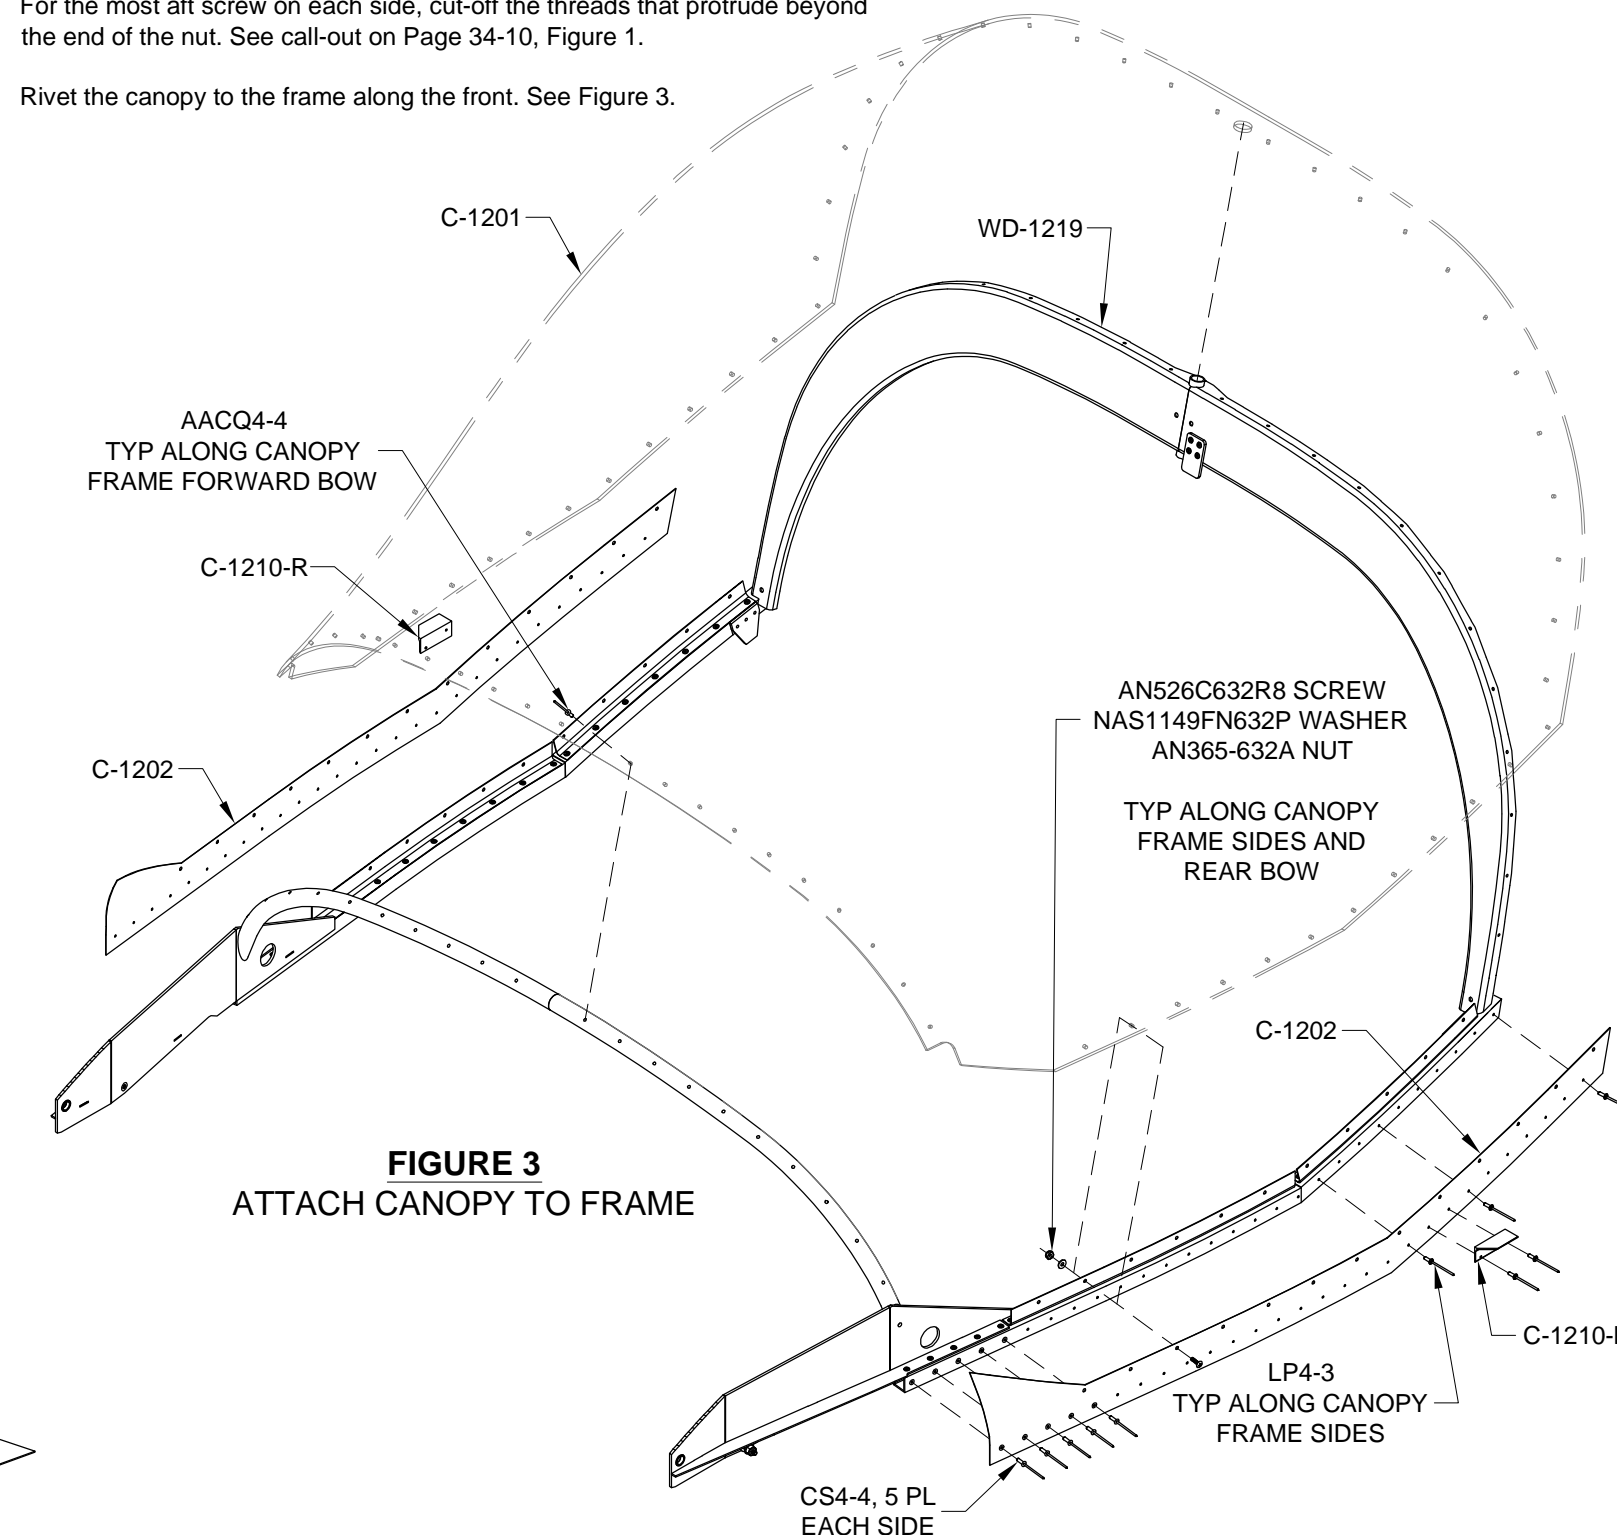 For the most aft screw on each side, cut-off the threads that protrude beyond
the end of the nut. See call-out on Page 34-10, Figure 1.
Rivet the canopy to the frame along the front. See Figure 3.
C-1201
WD-1219
AACQ4-4
TYP ALONG CANOPY
FRAME FORWARD BOW
C-1210-R
C-1202
AN526C632R8 SCREW
NAS1149FN632P WASHER
AN365-632A NUT
TYP ALONG CANOPY
FRAME SIDES AND
REAR BOW
C-1202
FIGURE 3
ATTACH CANOPY TO FRAME
C-1210-
LP4-3
TYP ALONG CANOPY
FRAME SIDES
CS4-4, 5 PL
EACH SIDE